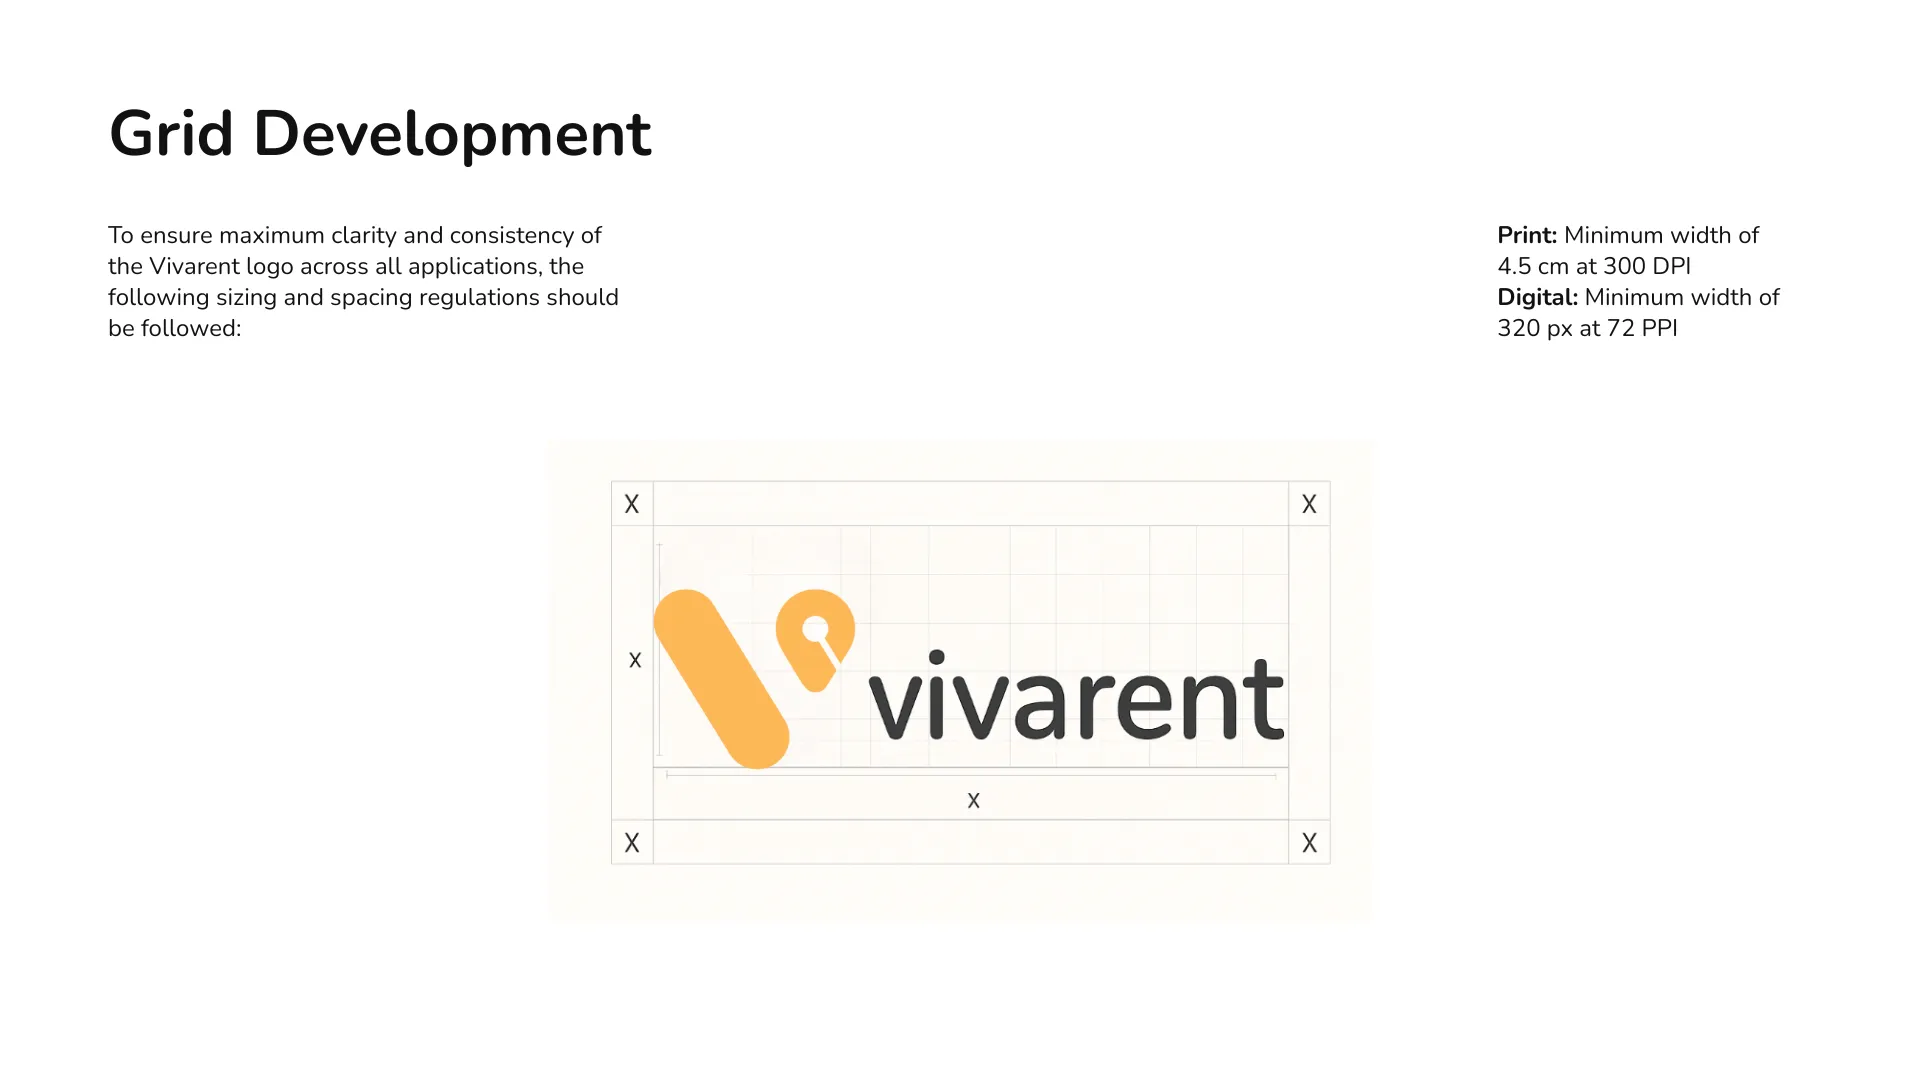 Grid Development
To ensure maximum clarity and consistency of
the Vivarent logo across all applications, the
following sizing and spacing regulations should
be followed:
Print: Minimum width of
4.5 cm at 300 DPI
Digital: Minimum width of
320 px at 72 PPI
X X
X
vivarent
X
X X